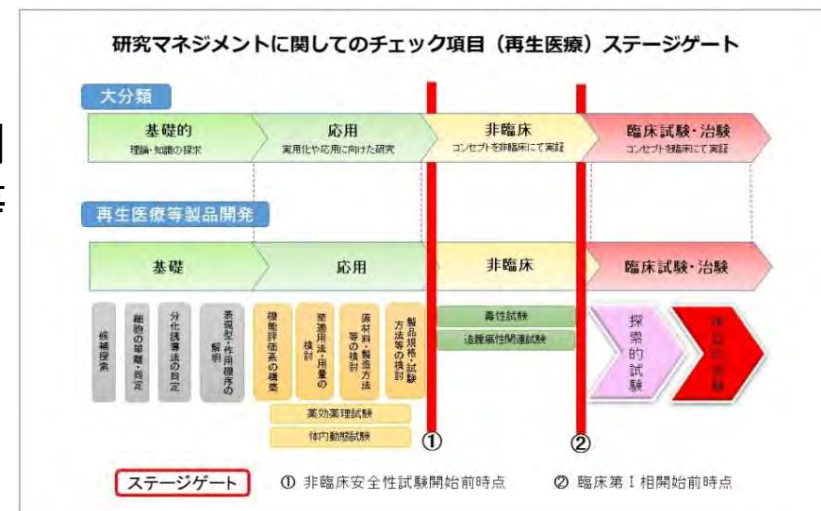 研究マネジメントに関してのチェック項目（再生医療）ステージゲート
大分類
基礎的
理論・知識の探求
応用
実用化や応用に向けた研究
非臨床
コンセプトを非臨床にて実証
臨床試験・治験
コンセプトを臨床にて実証
再生医療等製品開発
基礎
応用
非臨床
臨床試験・治験
候補探索
細胞の単離・同定
分化誘導法の同定
表現型・作用機序の
解明
機能評価系の構築
至適用法・用量の
検討
原材料・製造方法
等の検討
製品規格・試験
方法等の検討
薬効薬理試験
体内動態試験
毒性試験
造腫瘍性関連試験
探索的試験
①
②
ステージゲート
① 非臨床安全性試験開始前時点
② 臨床第Ⅰ相開始前時点